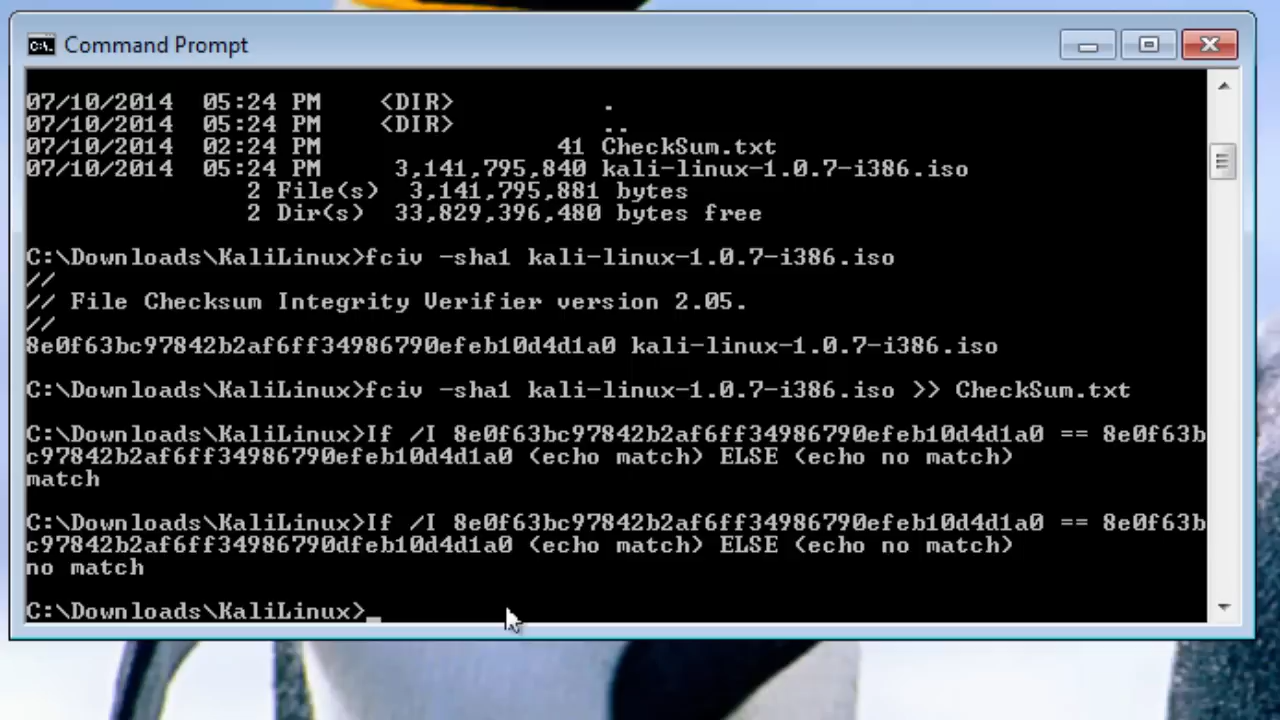 Command Prompt
07/10/2014  05:24 PM    <DIR>          .
07/10/2014  05:24 PM    <DIR>          ..
07/10/2014  02:24 PM                41 CheckSum.txt
07/10/2014  05:24 PM     3,141,795,840 kali-linux-1.0.7-i386.iso
               2 File(s)  3,141,795,881 bytes
               2 Dir(s)  33,829,396,480 bytes free
C:\Downloads\KaliLinux>fciv -sha1 kali-linux-1.0.7-i386.iso
//
// File Checksum Integrity Verifier version 2.05.
//
8e0f63bc97842b2af6ff34986790efeb10d4d1a0 kali-linux-1.0.7-i386.iso
C:\Downloads\KaliLinux>fciv -sha1 kali-linux-1.0.7-i386.iso >> CheckSum.txt
C:\Downloads\KaliLinux>If /I 8e0f63bc97842b2af6ff34986790efeb10d4d1a0 == 8e0f63b
c97842b2af6ff34986790efeb10d4d1a0 (echo match) ELSE (echo no match)
match
C:\Downloads\KaliLinux>If /I 8e0f63bc97842b2af6ff34986790efeb10d4d1a0 == 8e0f63b
c97842b2af6ff34986790dfeb10d4d1a0 (echo match) ELSE (echo no match)
no match
C:\Downloads\KaliLinux>_